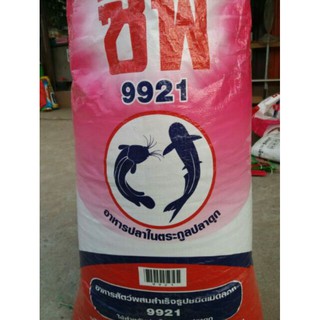 ซีพี
9921
อาหารปลาในตระกูลปลาดุก
อาหารสัตว์ผสมสำเร็จรูปชนิดเม็ดลอยน้ำ
9921